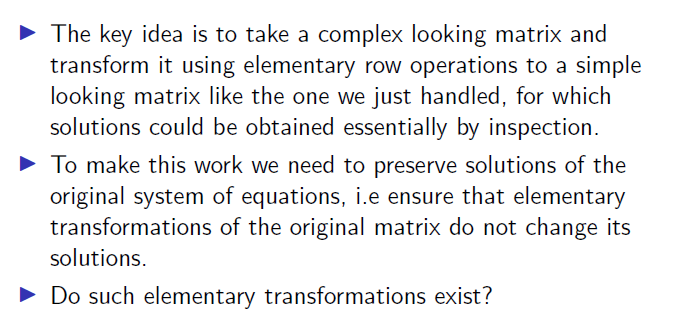 The key idea is to take a complex looking matrix and
transform it using elementary row operations to a simple
looking matrix like the one we just handled, for which
solutions could be obtained essentially by inspection.
To make this work we need to preserve solutions of the
original system of equations, i.e ensure that elementary
transformations of the original matrix do not change its
solutions.
Do such elementary transformations exist?